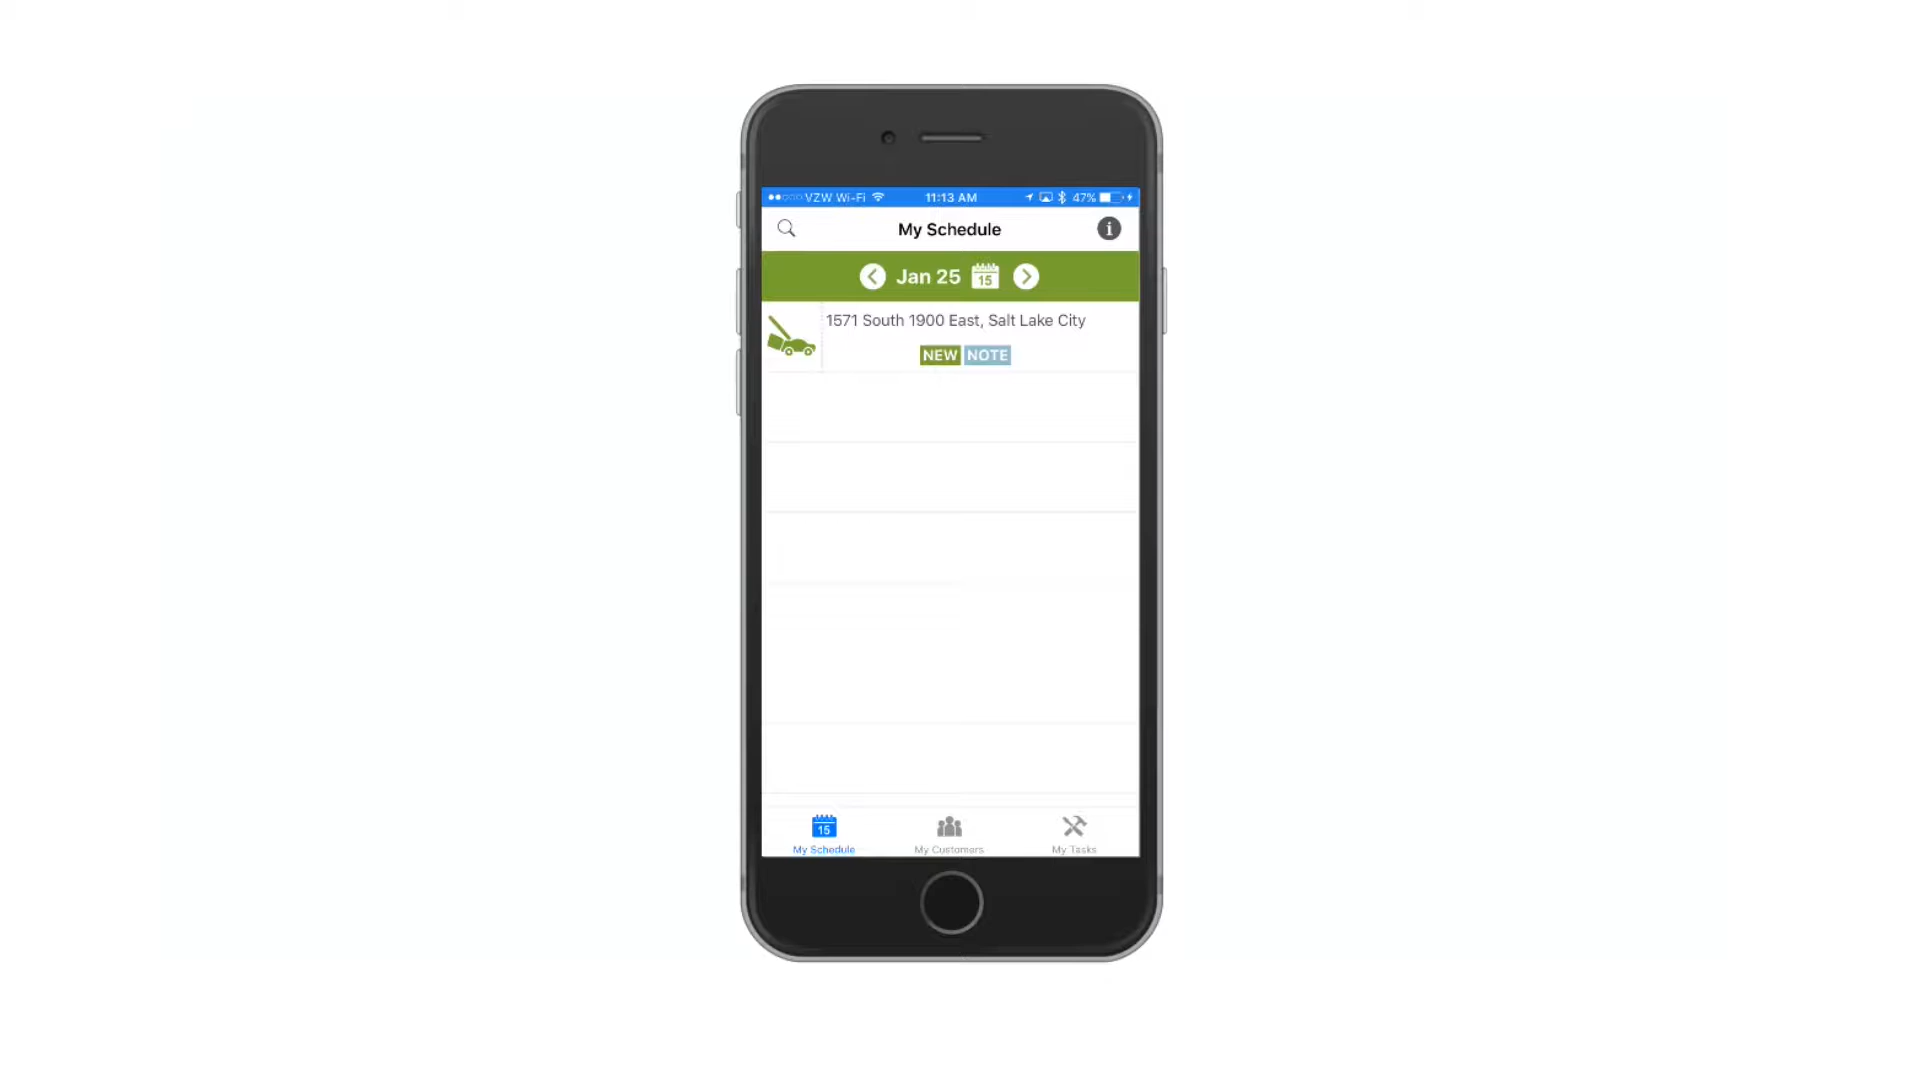 VZW Wi-Fi 11:13 AM 47%
My Schedule
Jan 25 15
1571 South 1900 East, Salt Lake City
NEW NOTE
15
My Schedule My Customers My Tasks